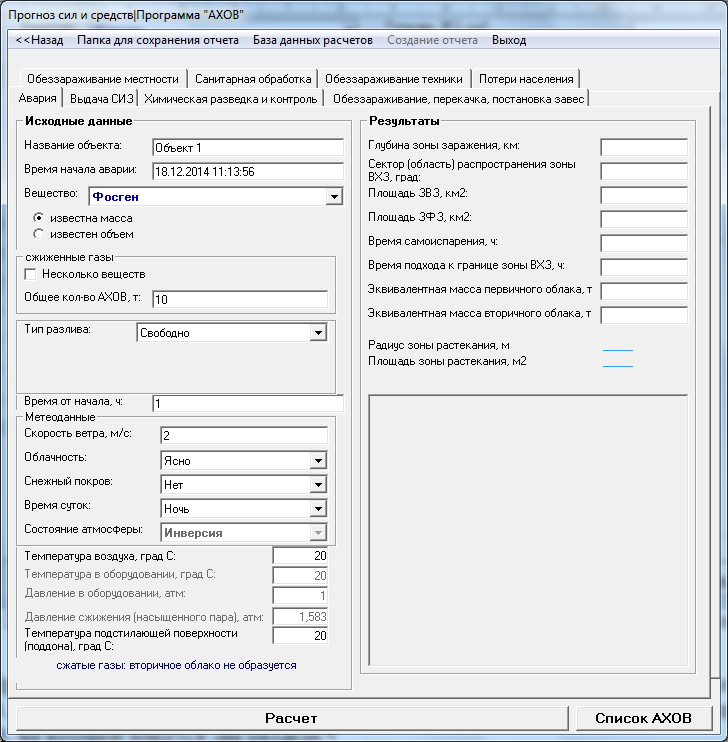 Прогноз сил и средств|Программа "АХОВ"
<<Назад Папка для сохранения отчета База данных расчетов Создание отчета Выход
Обеззараживание местности Санитарная обработка Обеззараживание техники Потери населения
Авария Выдача СИЗ Химическая разведка и контроль Обеззараживание, перекачка, постановка завес
Исходные данные
Название объекта: Объект 1
Время начала аварии: 18.12.2014 11:13:56
Вещество: Фосген
известна масса
известен объем
сжиженные газы
Несколько веществ
Общее кол-во АХОВ, т: 10
Тип разлива: Свободно
Время от начала, ч: 1
Метеоданные
Скорость ветра, м/с: 2
Облачность: Ясно
Снежный покров: Нет
Время суток: Ночь
Состояние атмосферы: Инверсия
Температура воздуха, град С: 20
Температура в оборудовании, град С: 20
Давление в оборудовании, атм: 1
Давление сжижения (насыщенного пара), атм: 1,583
Температура подстилающей поверхности
(поддона), град С: 20
сжатые газы: вторичное облако не образуется
Результаты
Глубина зоны заражения, км:
Сектор (область) распространения зоны
ВХЗ, град:
Площадь ЗВЗ, км2:
Площадь ЗФЗ, км2:
Время самоиспарения, ч:
Время подхода к границе зоны ВХЗ, ч:
Эквивалентная масса первичного облака, т
Эквивалентная масса вторичного облака, т
Радиус зоны растекания, м
Площадь зоны растекания, м2
Расчет Список АХОВ